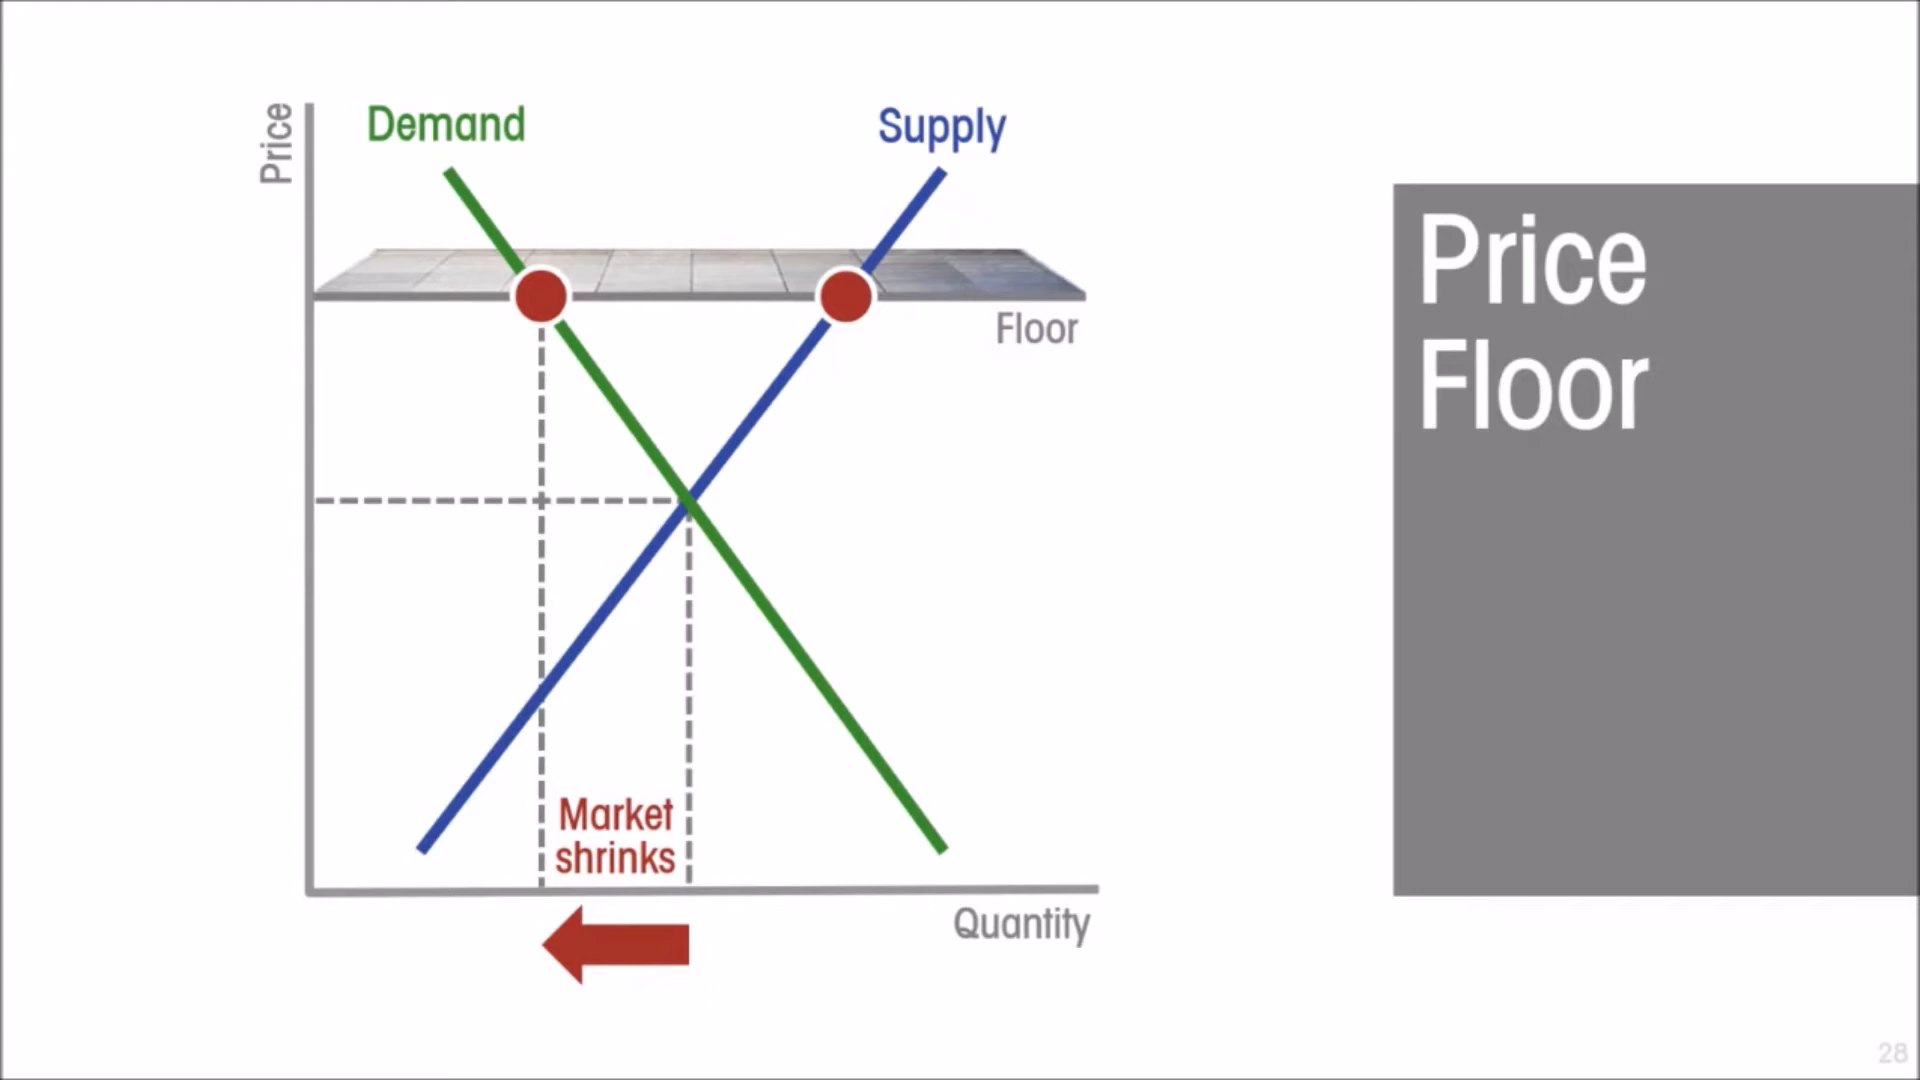 Price
Demand
Supply
Floor
Market
shrinks
Quantity
Price
Floor
28